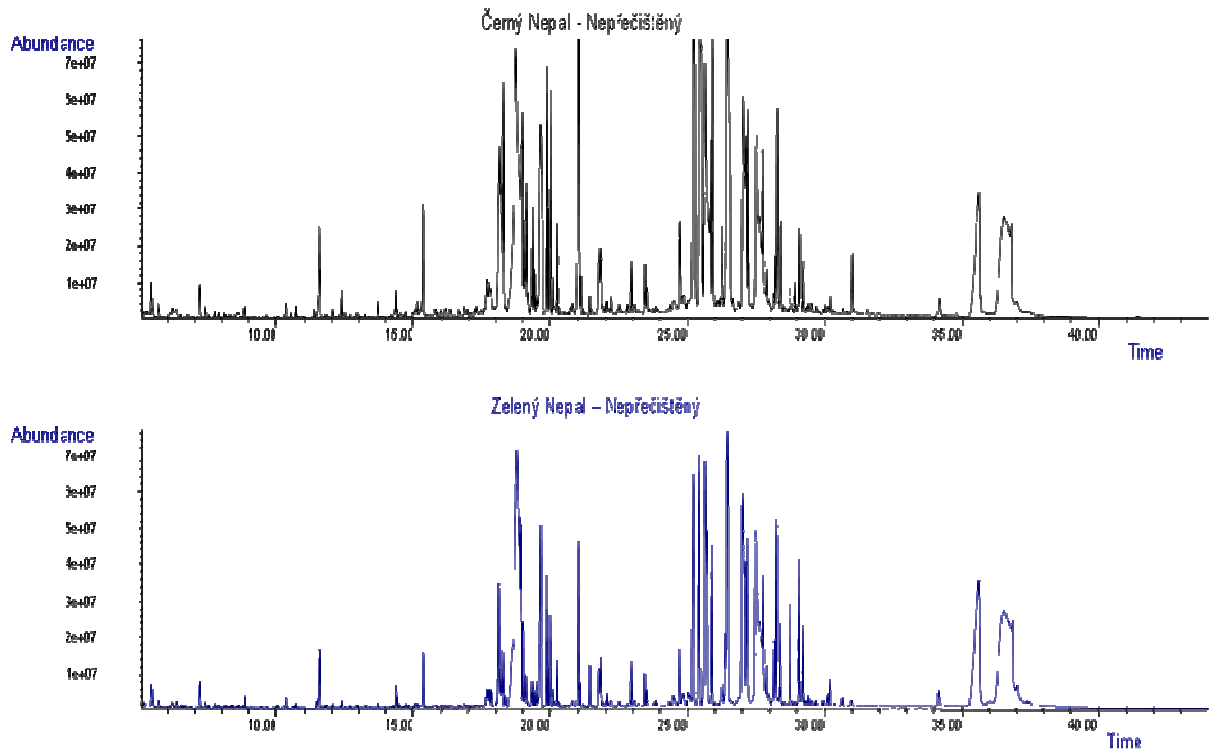 Černý Nepal - Nepřečištěný
Abundance
7e+07
6e+07
5e+07
4e+07
3e+07
2e+07
1e+07
10.00 15.00 20.00 25.00 30.00 35.00 40.00
Time
Zelený Nepal – Nepřečištěný
Abundance
7e+07
6e+07
5e+07
4e+07
3e+07
2e+07
1e+07
10.00 15.00 20.00 25.00 30.00 35.00 40.00
Time